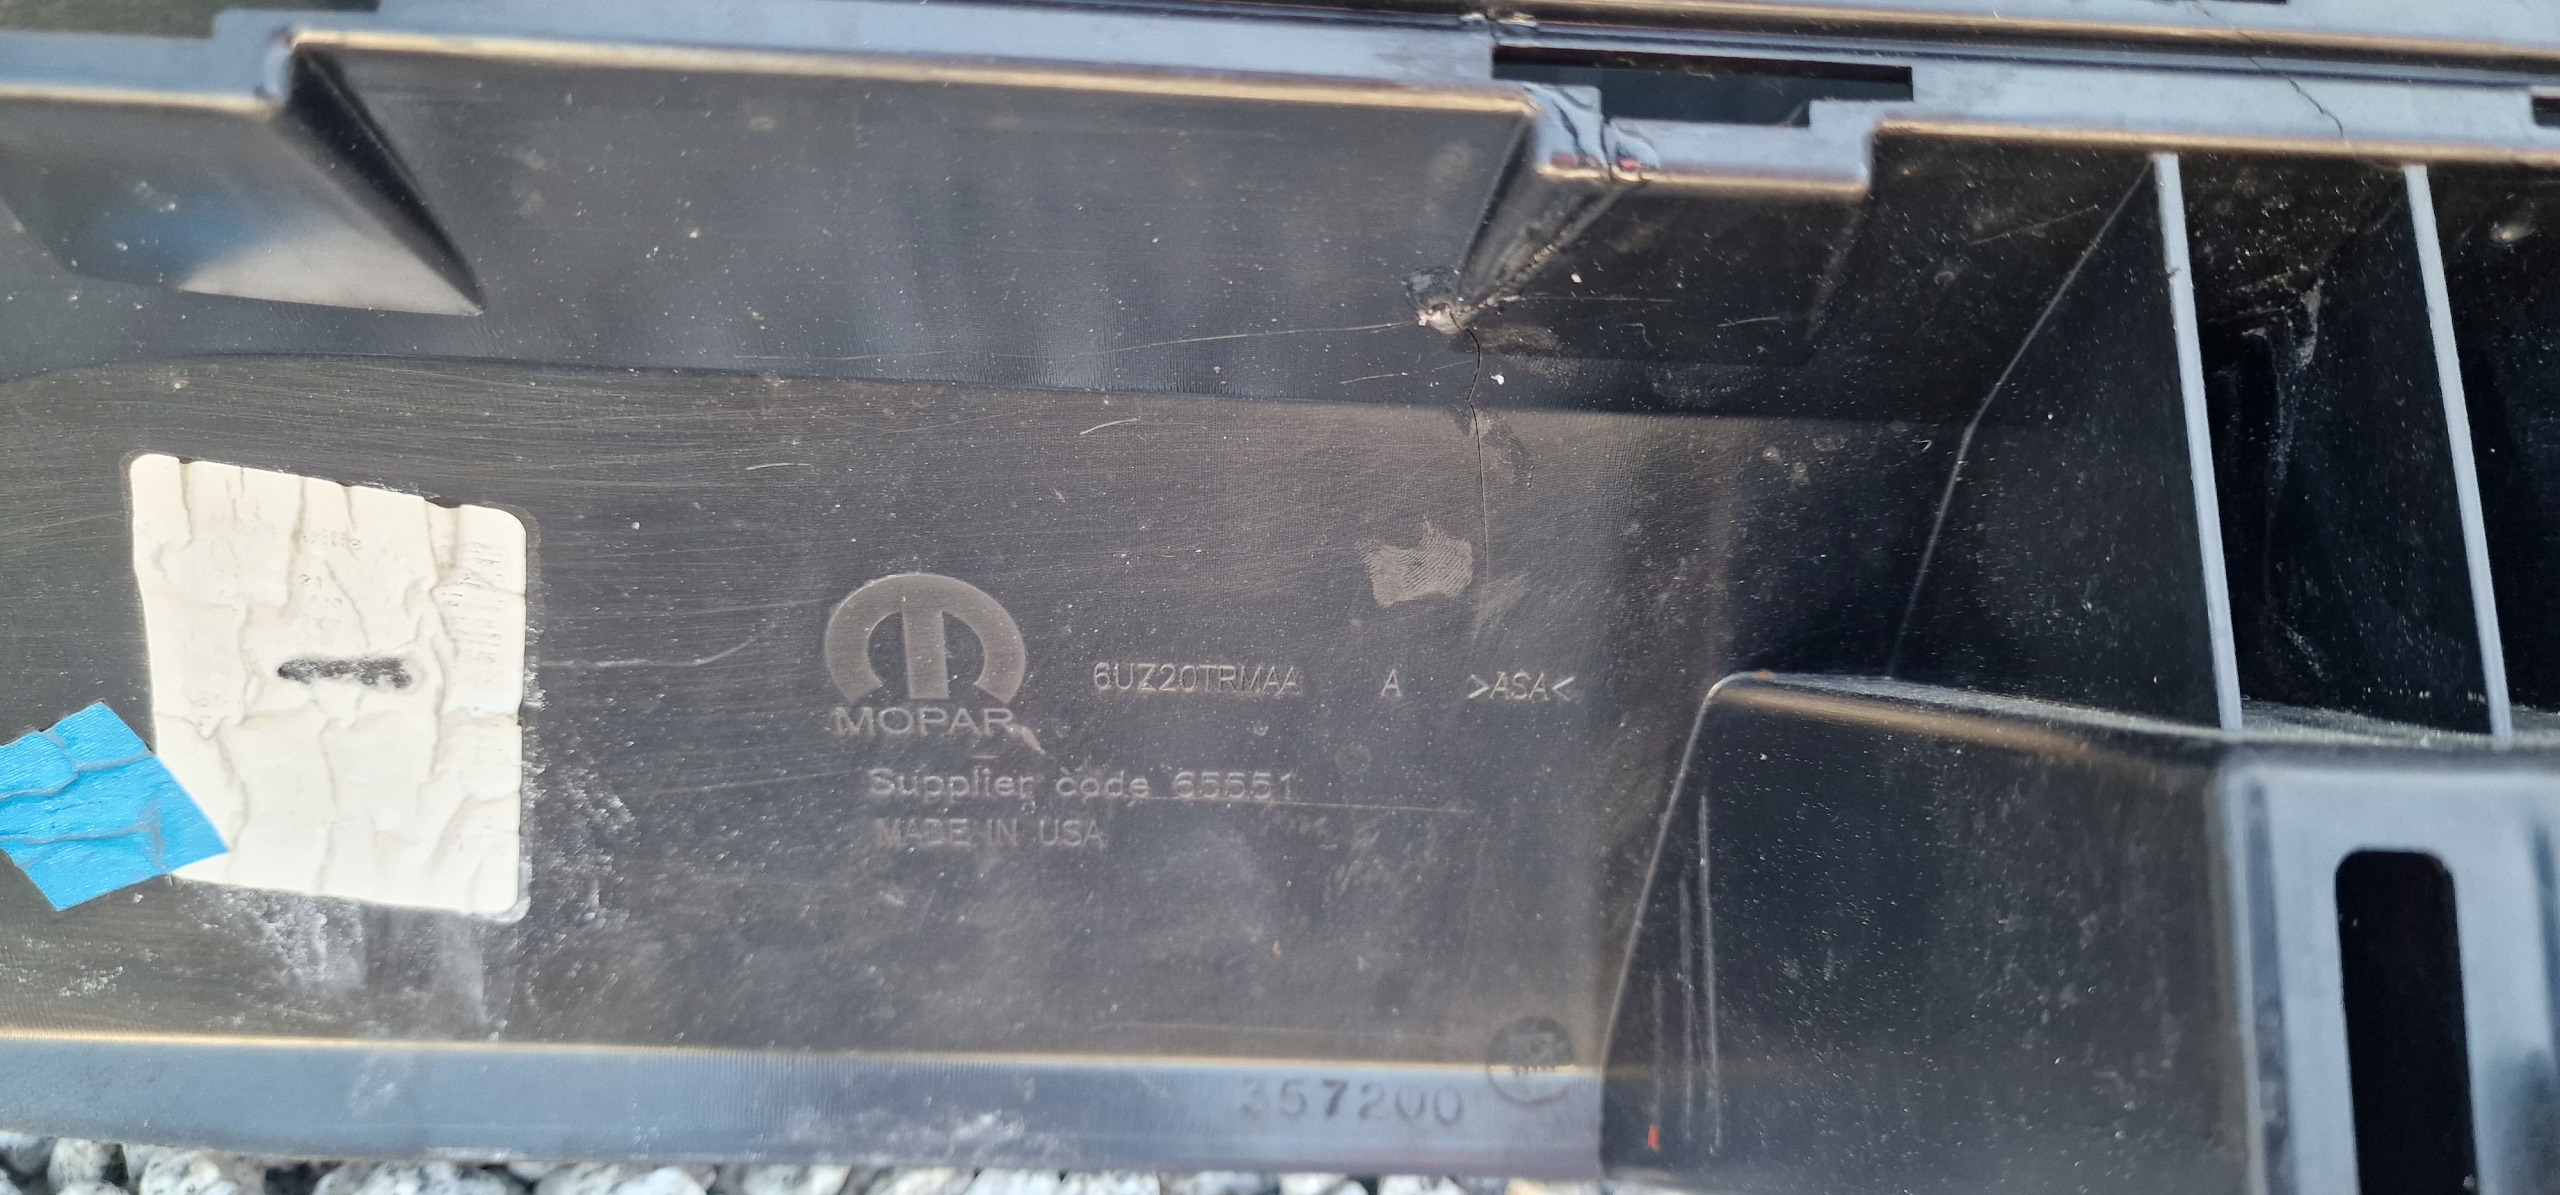 MOPAR
6UZ20TRMAA A >ASA<
Supplier code 65551
MADE IN USA
357200